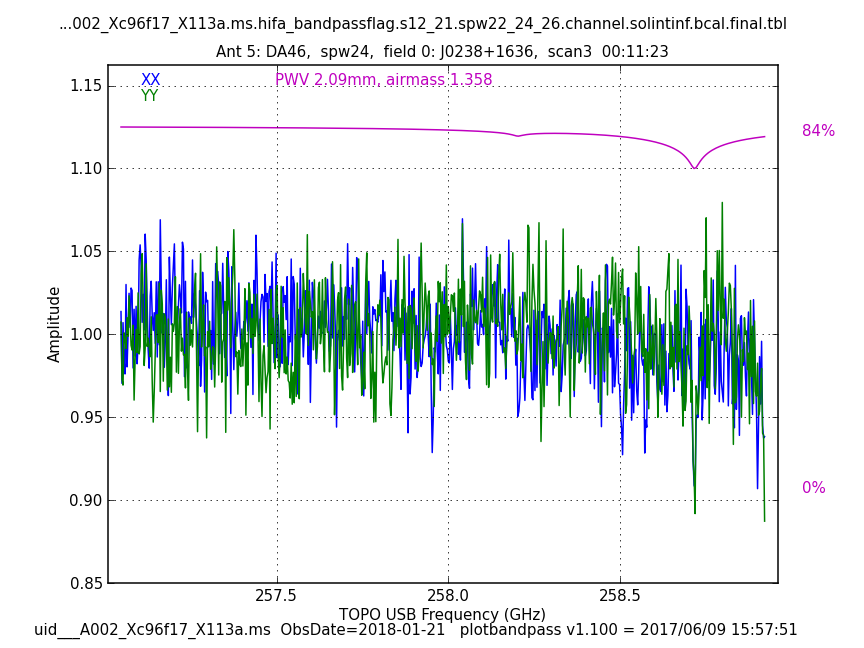 ...002_Xc96f17_X113a.ms.hifa_bandpassflag.s12_21.spw22_24_26.channel.solintinf.bcal.final.tbl
Ant 5: DA46, spw24, field 0: J0238+1636, scan3 00:11:23
XX
PWV 2.09mm, airmass 1.358
YY
1.15
1.10
1.05
1.00
0.95
0.90
0.85
Amplitude
84%
0%
257.5
258.0
258.5
TOPO USB Frequency (GHz)
uid___A002_Xc96f17_X113a.ms ObsDate=2018-01-21 plotbandpass v1.100 = 2017/06/09 15:57:51